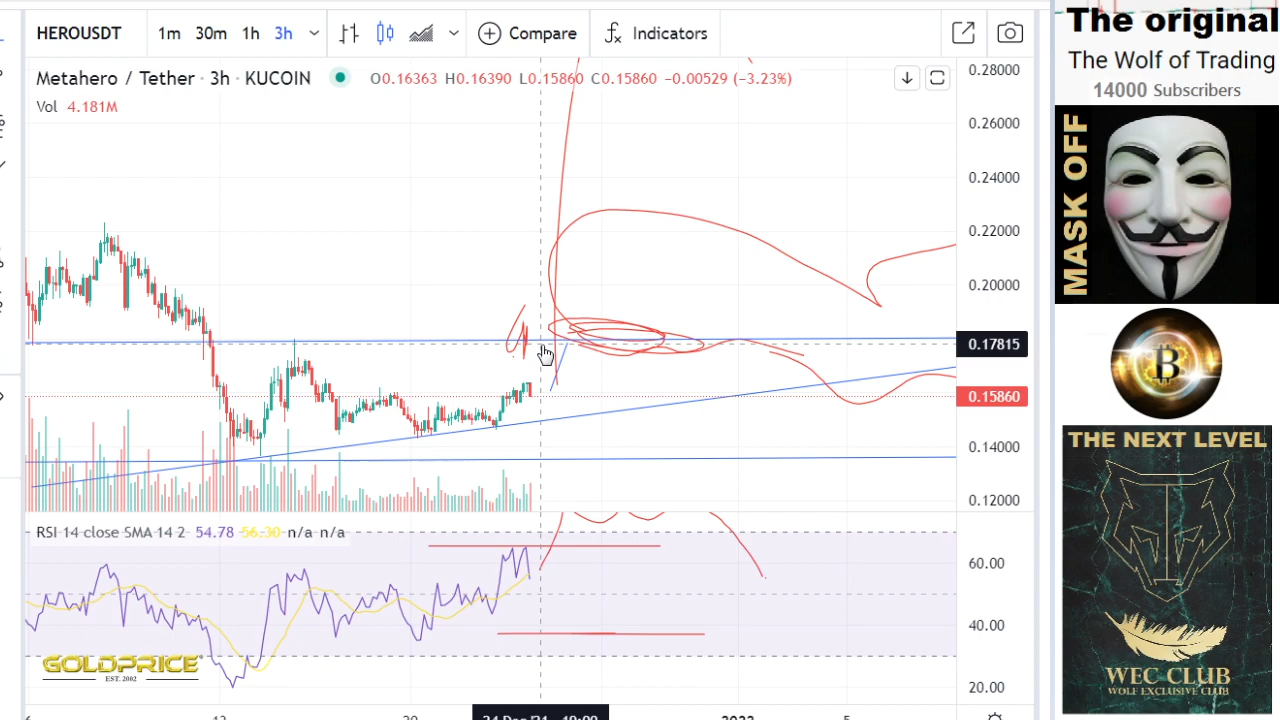 HEROUSDT 1m 30m 1h 3h Compare Indicators
Metahero / Tether · 3h · KUCOIN O0.16363 H0.16390 L0.15860 C0.15860 −0.00529 (−3.23%)
Vol 4.181M
0.28000
0.26000
0.24000
0.22000
0.20000
0.17815
0.15860
0.14000
0.12000
RSI 14 close SMA 14 2 54.78 56.30 n/a n/a
60.00
40.00
20.00
GOLDPRICE
EST. 2002
2022
5
The original
The Wolf of Trading
14000 Subscribers
MASK OFF
THE NEXT LEVEL
WEC CLUB
WOLF EXCLUSIVE CLUB